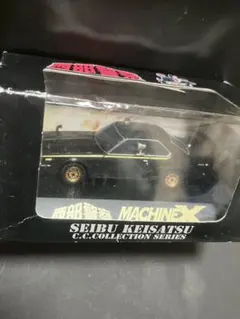 西部警察 MACHINE X
SEIBU KEISATSU
C.C.COLLECTION SERIES